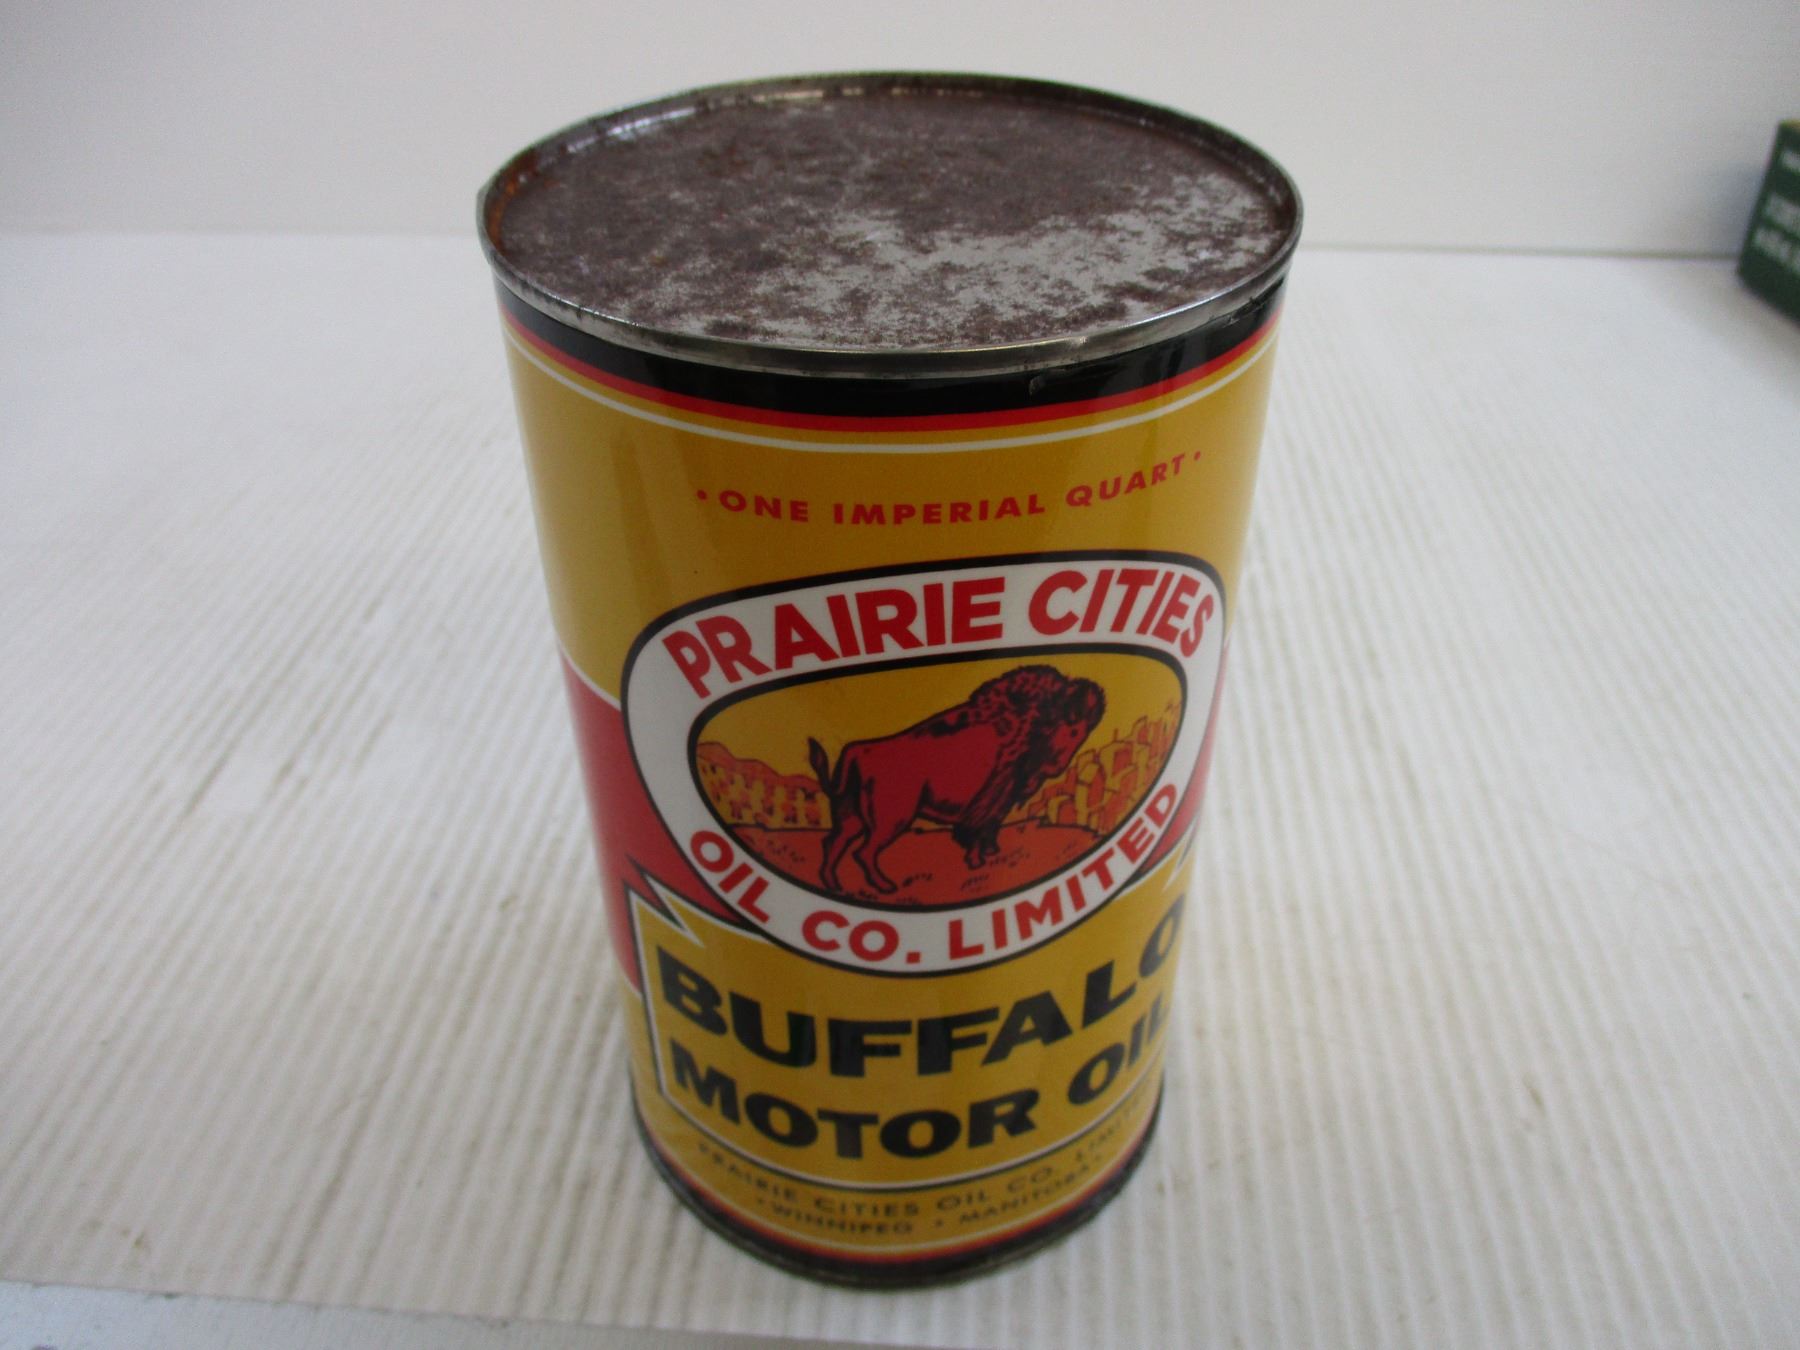 • ONE IMPERIAL QUART •
PRAIRIE CITIES
OIL CO. LIMITED
BUFFALO
MOTOR OIL
PRAIRIE CITIES OIL CO. LIMITED
• WINNIPEG • MANITOBA •